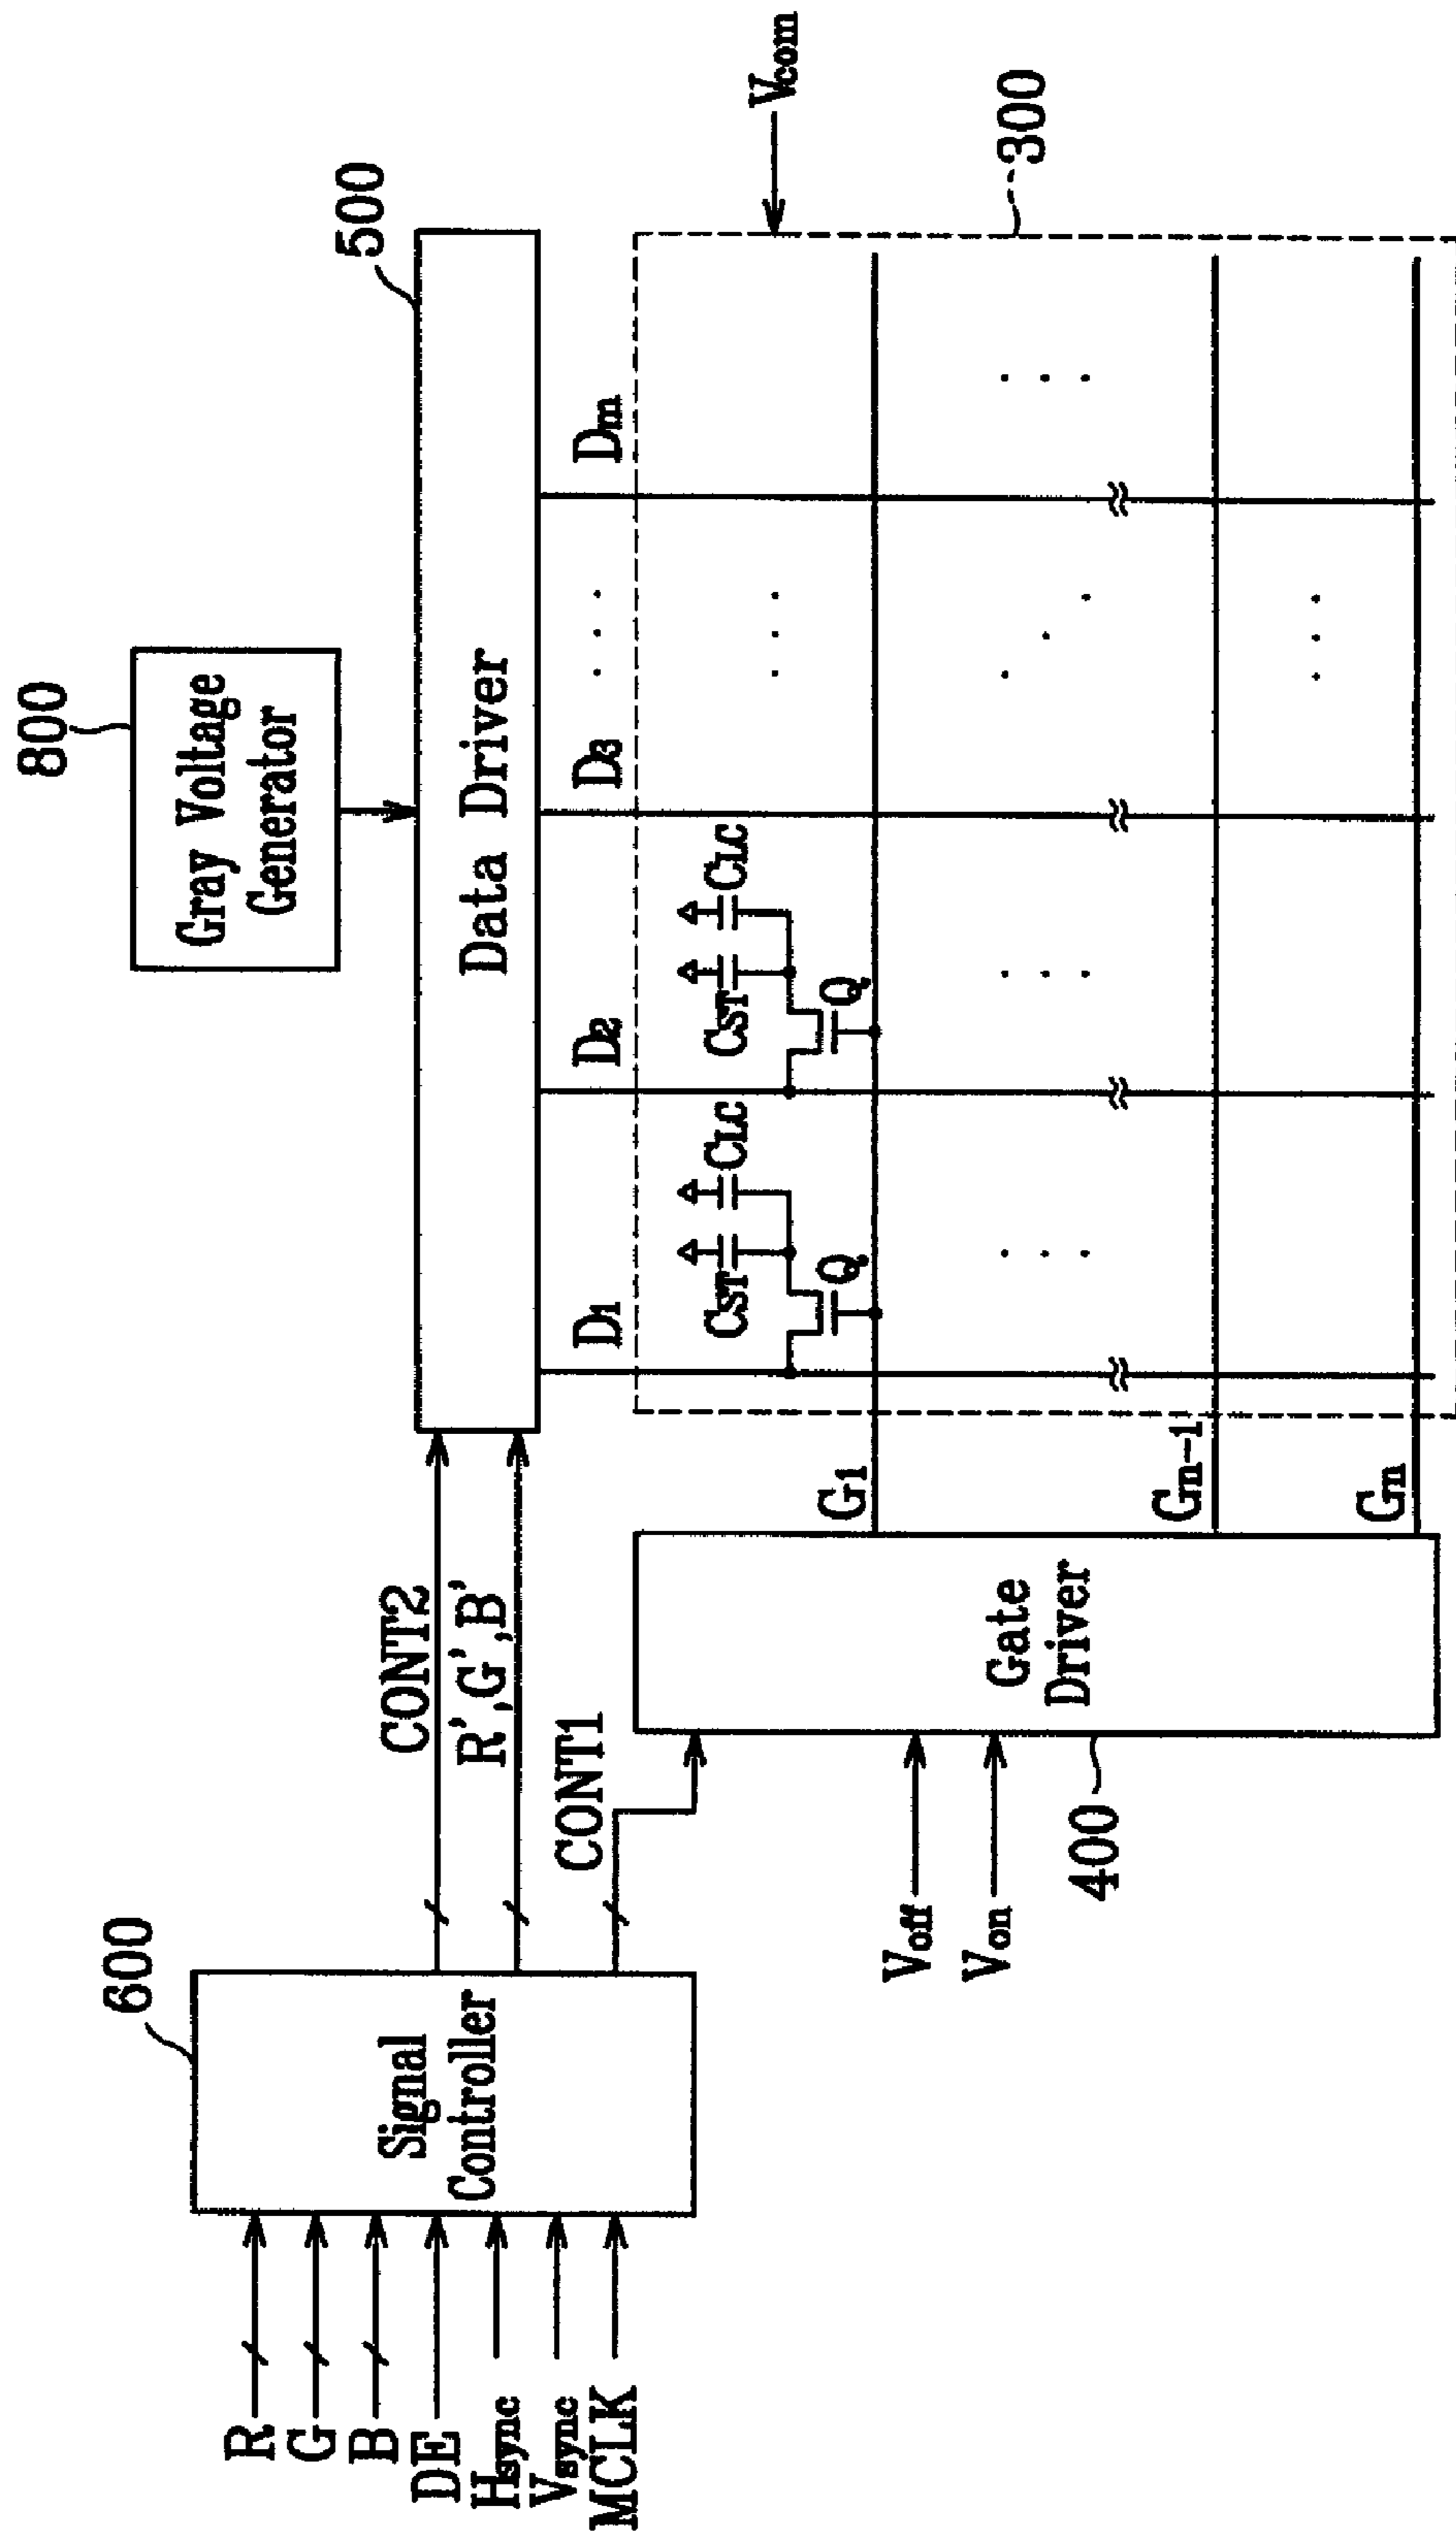 800
Gray Voltage
Generator
600
500
R
G
B
DE
Hsync
Vsync
MCLK
Signal
Controller
CONT2
R',G',B'
CONT1
Data Driver
D1
D2
D3
. . .
Dm
CST
CLC
Q
CST
CLC
Q
Vcom
300
Voff
Von
400
Gate
Driver
G1
Gn-1
Gn